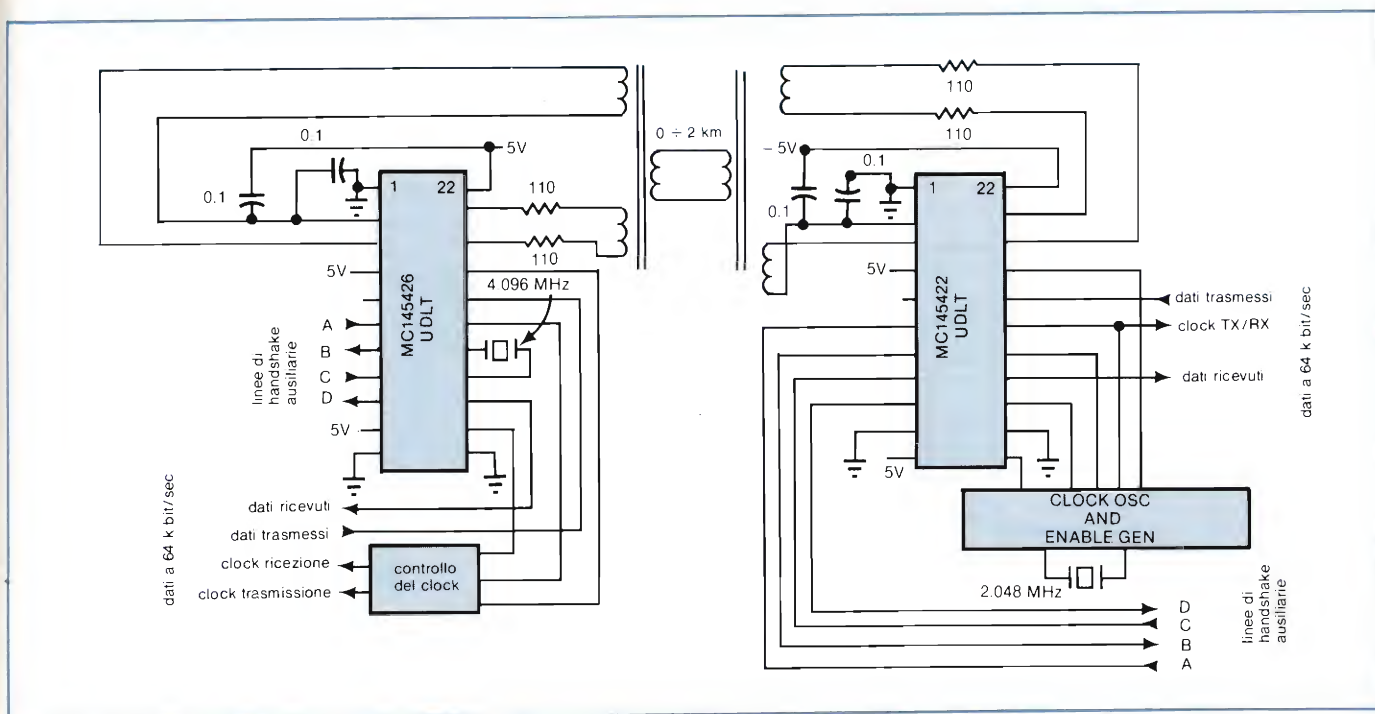 0.1
0.1
5V
1 22
110
110
5V
4.096 MHz
MC145426
UDLT
A
B
C
D
linee di
handshake
ausiliarie
5V
dati ricevuti
dati trasmessi
clock ricezione
clock trasmissione
dati a 64 k bit/sec
controllo
del clock
0 ÷ 2 km
110
110
– 5V
0.1
0.1
1 22
5V
MC145422
UDLT
dati trasmessi
clock TX/RX
dati ricevuti
dati a 64 k bit/sec
5V
CLOCK OSC
AND
ENABLE GEN
2.048 MHz
D
C
B
A
linee di
handshake
ausiliarie